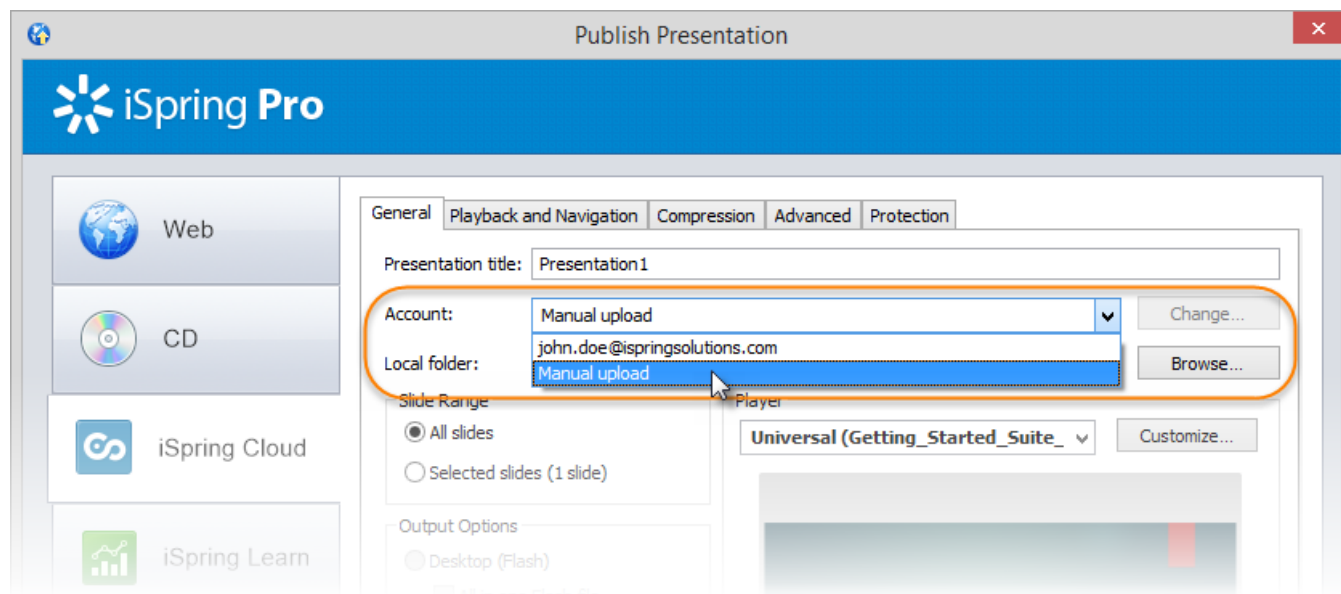 Publish Presentation
iSpring Pro
Web
CD
iSpring Cloud
iSpring Learn
General Playback and Navigation Compression Advanced Protection
Presentation title: Presentation1
Account: Manual upload Change...
john.doe@ispringsolutions.com
Local folder: Manual upload Browse...
Slide Range
All slides
Selected slides (1 slide)
Player
Universal (Getting_Started_Suite_ Customize...
Output Options
Desktop (Flash)